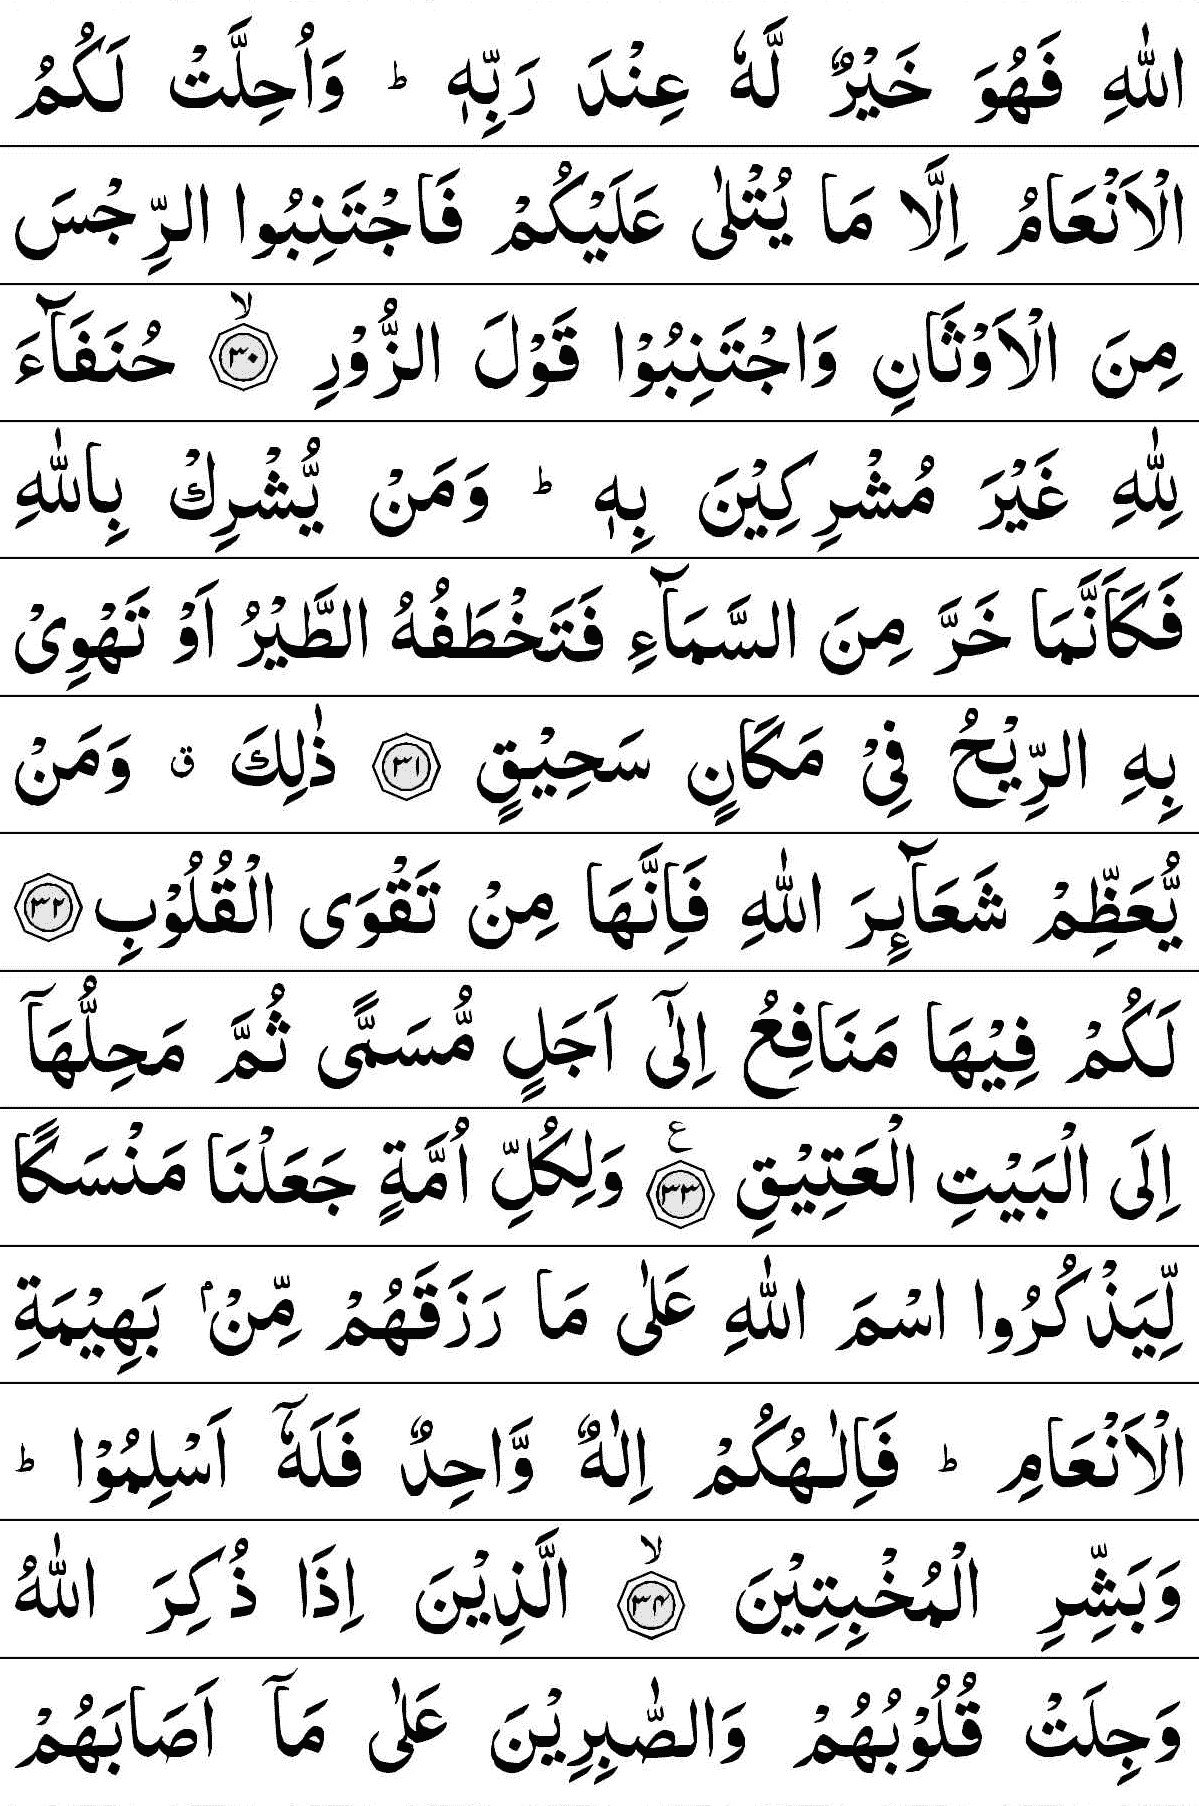 اللّٰهِ فَهُوَ خَيْرٌ لَّهٗ عِنْدَ رَبِّهٖ ؕ وَاُحِلَّتْ لَكُمُ
الْاَنْعَامُ اِلَّا مَا يُتْلٰى عَلَيْكُمْ فَاجْتَنِبُوا الرِّجْسَ
مِنَ الْاَوْثَانِ وَاجْتَنِبُوْا قَوْلَ الزُّوْرِ ۙ‏﴿۳۰﴾ حُنَفَآءَ
لِلّٰهِ غَيْرَ مُشْرِكِيْنَ بِهٖ ؕ وَمَنْ يُّشْرِكْ بِاللّٰهِ
فَكَاَنَّمَا خَرَّ مِنَ السَّمَآءِ فَتَخْطَفُهُ الطَّيْرُ اَوْ تَهْوِىْ
بِهِ الرِّيْحُ فِىْ مَكَانٍ سَحِيْقٍ ﴿۳۱﴾ ذٰلِكَ ق وَمَنْ
يُّعَظِّمْ شَعَآٮِٕرَ اللّٰهِ فَاِنَّهَا مِنْ تَقْوَى الْقُلُوْبِ ﴿۳۲﴾
لَكُمْ فِيْهَا مَنَافِعُ اِلٰٓى اَجَلٍ مُّسَمًّى ثُمَّ مَحِلُّهَاۤ
اِلَى الْبَيْتِ الْعَتِيْقِ ع ﴿۳۳﴾ وَلِكُلِّ اُمَّةٍ جَعَلْنَا مَنْسَكًا
لِّيَذْكُرُوا اسْمَ اللّٰهِ عَلٰى مَا رَزَقَهُمْ مِّنْۢ بَهِيْمَةِ
الْاَنْعَامِ ؕ فَاِلٰـهُكُمْ اِلٰهٌ وَّاحِدٌ فَلَهٗۤ اَسْلِمُوْا ؕ
وَبَشِّرِ الْمُخْبِتِيْنَ ۙ‏﴿۳۴﴾ الَّذِيْنَ اِذَا ذُكِرَ اللّٰهُ
وَجِلَتْ قُلُوْبُهُمْ وَالصّٰبِرِيْنَ عَلٰى مَاۤ اَصَابَهُمْ